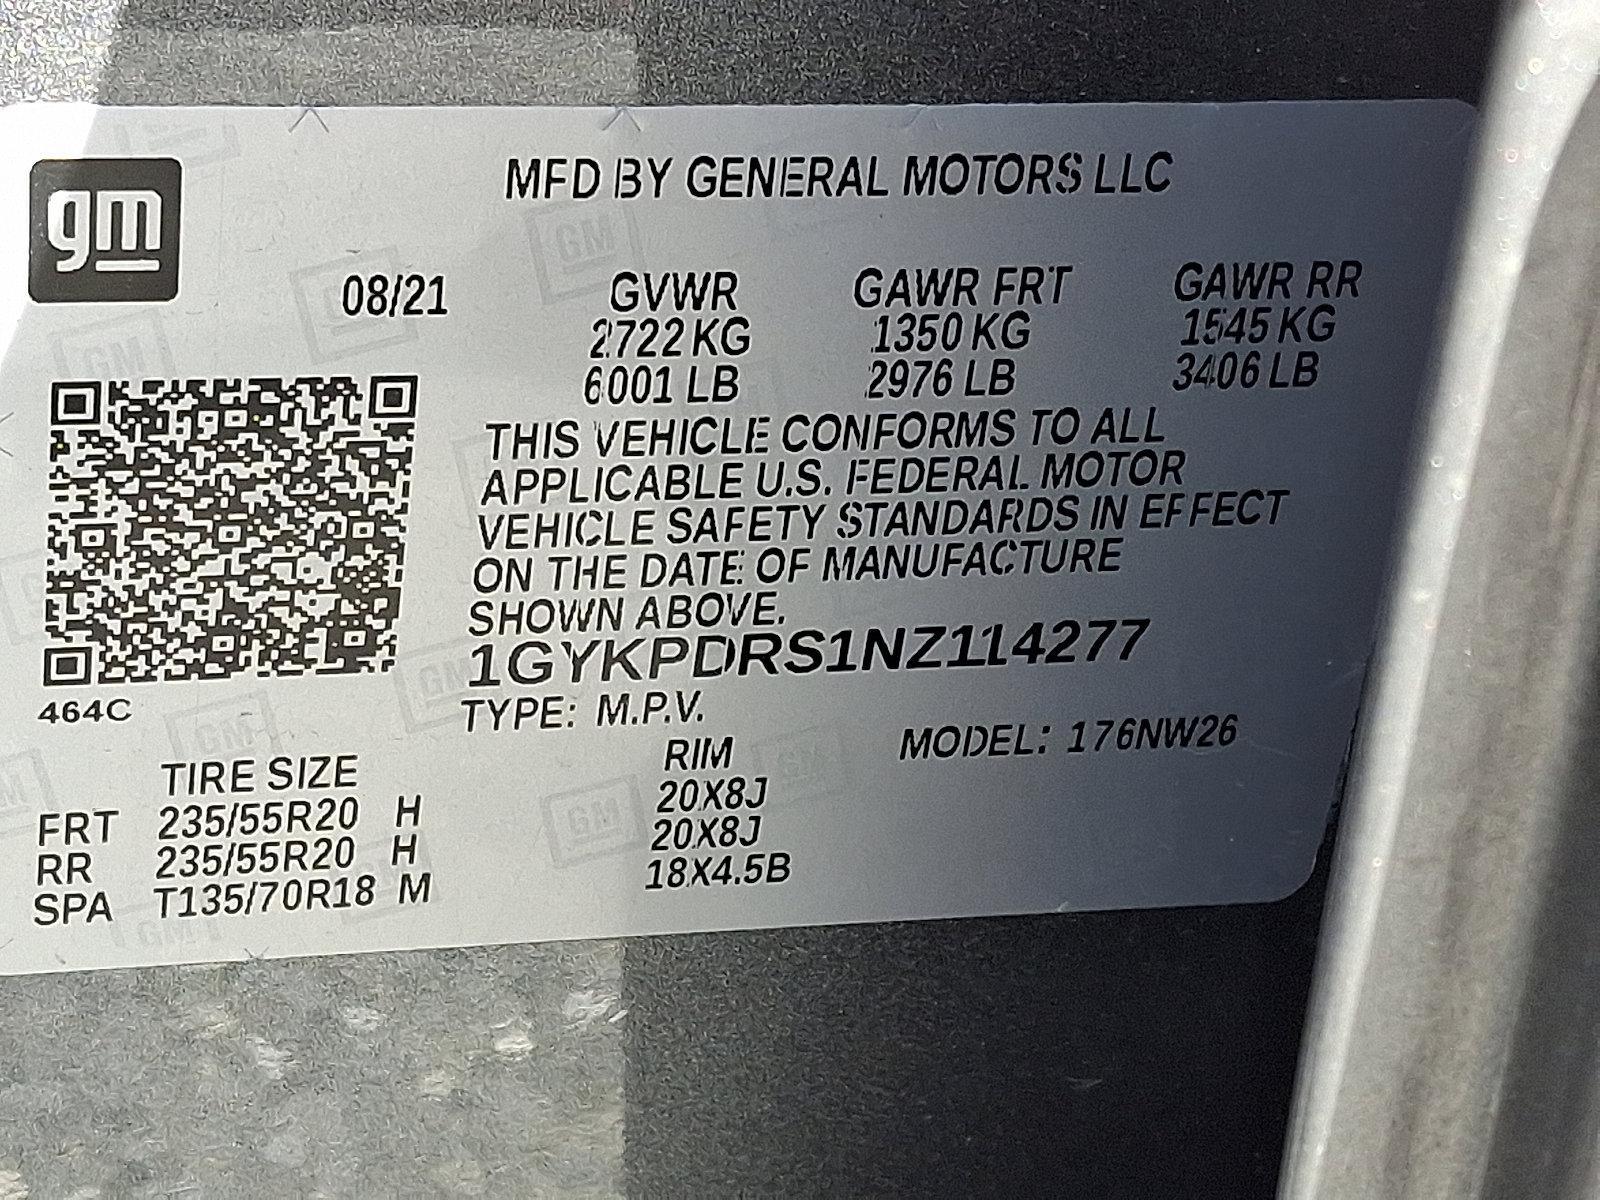 gm
MFD BY GENERAL MOTORS LLC
08/21 GVWR GAWR FRT GAWR RR
2722 KG 1350 KG 1545 KG
6001 LB 2976 LB 3406 LB
THIS VEHICLE CONFORMS TO ALL
APPLICABLE U.S. FEDERAL MOTOR
VEHICLE SAFETY STANDARDS IN EFFECT
ON THE DATE OF MANUFACTURE
SHOWN ABOVE.
1GYKPDRS1NZ114277
464C
TYPE: M.P.V.
MODEL: 176NW26
TIRE SIZE RIM
FRT 235/55R20 H 20X8J
RR 235/55R20 H 20X8J
SPA T135/70R18 M 18X4.5B